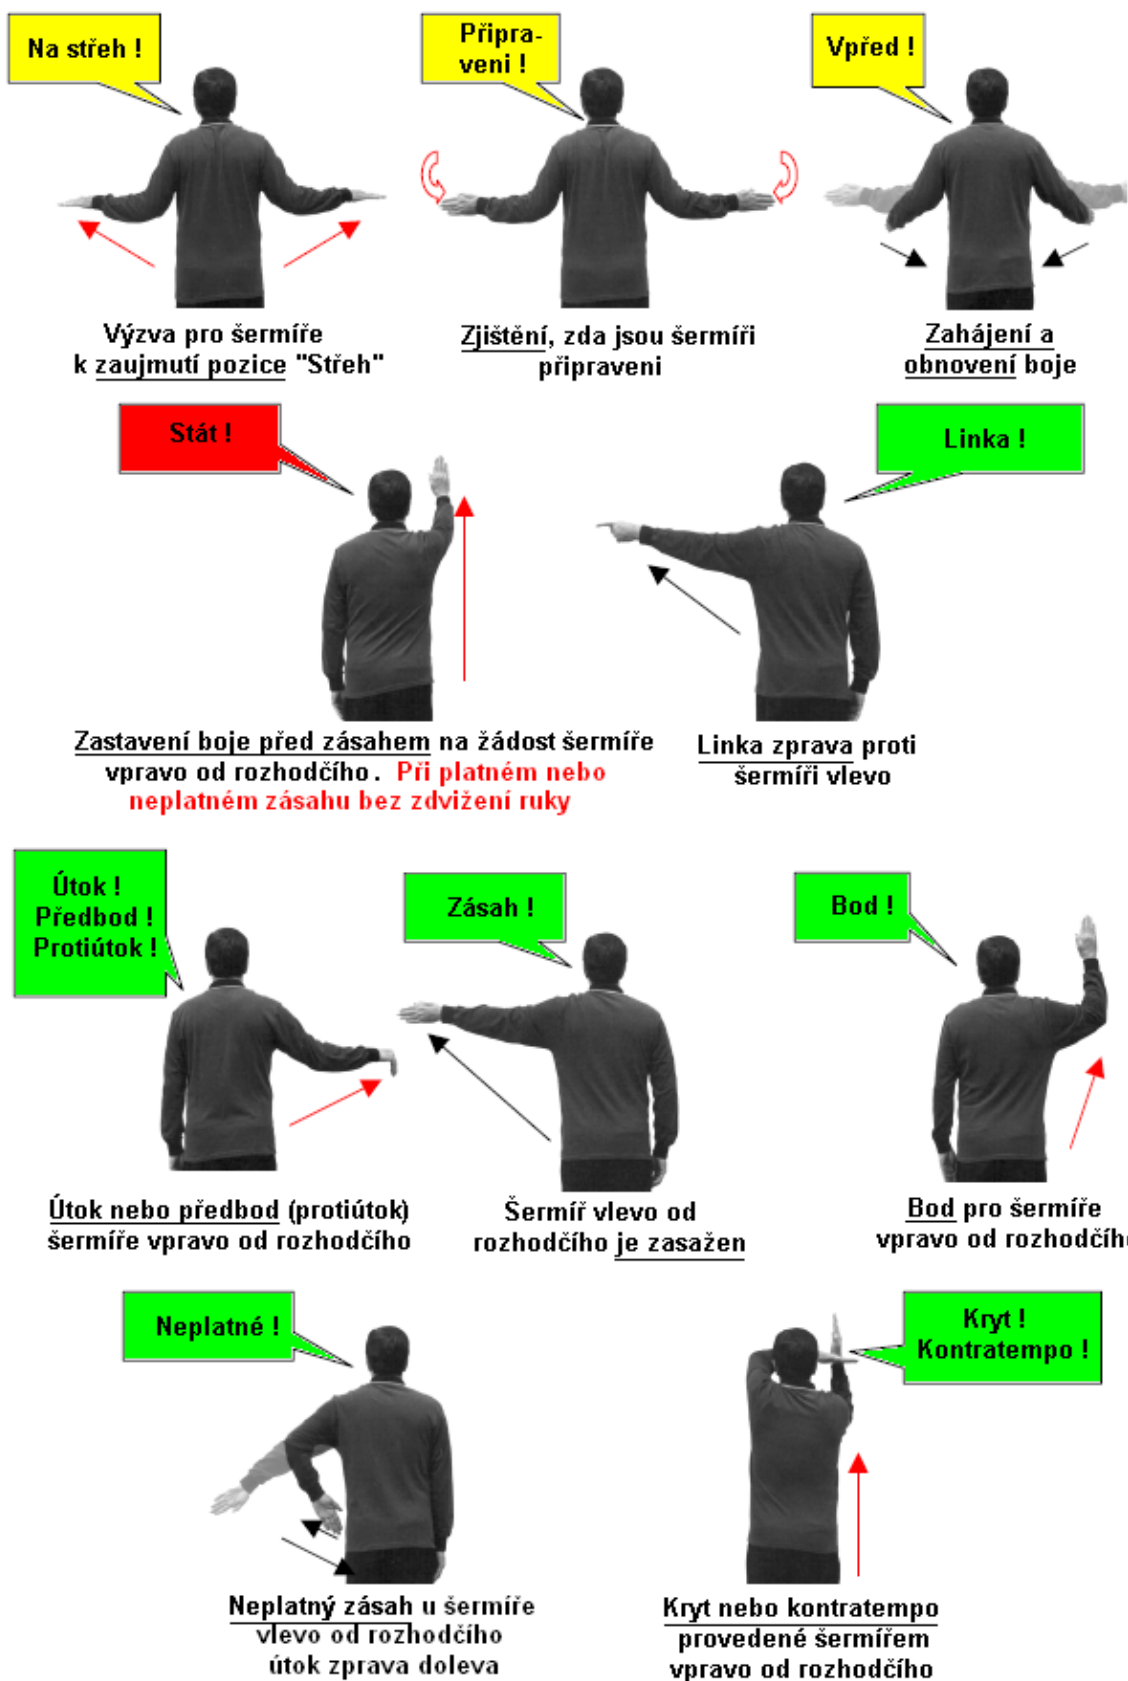 Na střeh !
Připra-
veni !
Vpřed !
Výzva pro šermíře
k zaujmutí pozice "Střeh"
Zjištění, zda jsou šermíři
připraveni
Zahájení a
obnovení boje
Stát !
Linka !
Zastavení boje před zásahem na žádost šermíře
vpravo od rozhodčího. Při platném nebo
neplatném zásahu bez zdvižení ruky
Linka zprava proti
šermíři vlevo
Útok !
Předbod !
Protiútok !
Zásah !
Bod !
Útok nebo předbod (protiútok)
šermíře vpravo od rozhodčího
Šermíř vlevo od
rozhodčího je zasažen
Bod pro šermíře
vpravo od rozhodčího
Neplatné !
Kryt !
Kontratempo !
Neplatný zásah u šermíře
vlevo od rozhodčího
útok zprava doleva
Kryt nebo kontratempo
provedené šermířem
vpravo od rozhodčího